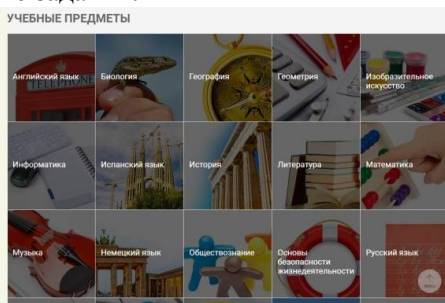 УЧЕБНЫЕ ПРЕДМЕТЫ
Английский язык
Биология
География
Геометрия
Изобразительное
искусство
TELEPHONE
Информатика
Испанский язык
История
Литература
Математика
Музыка
Немецкий язык
Обществознание
Основы
безопасности
жизнедеятельности
Русский язык